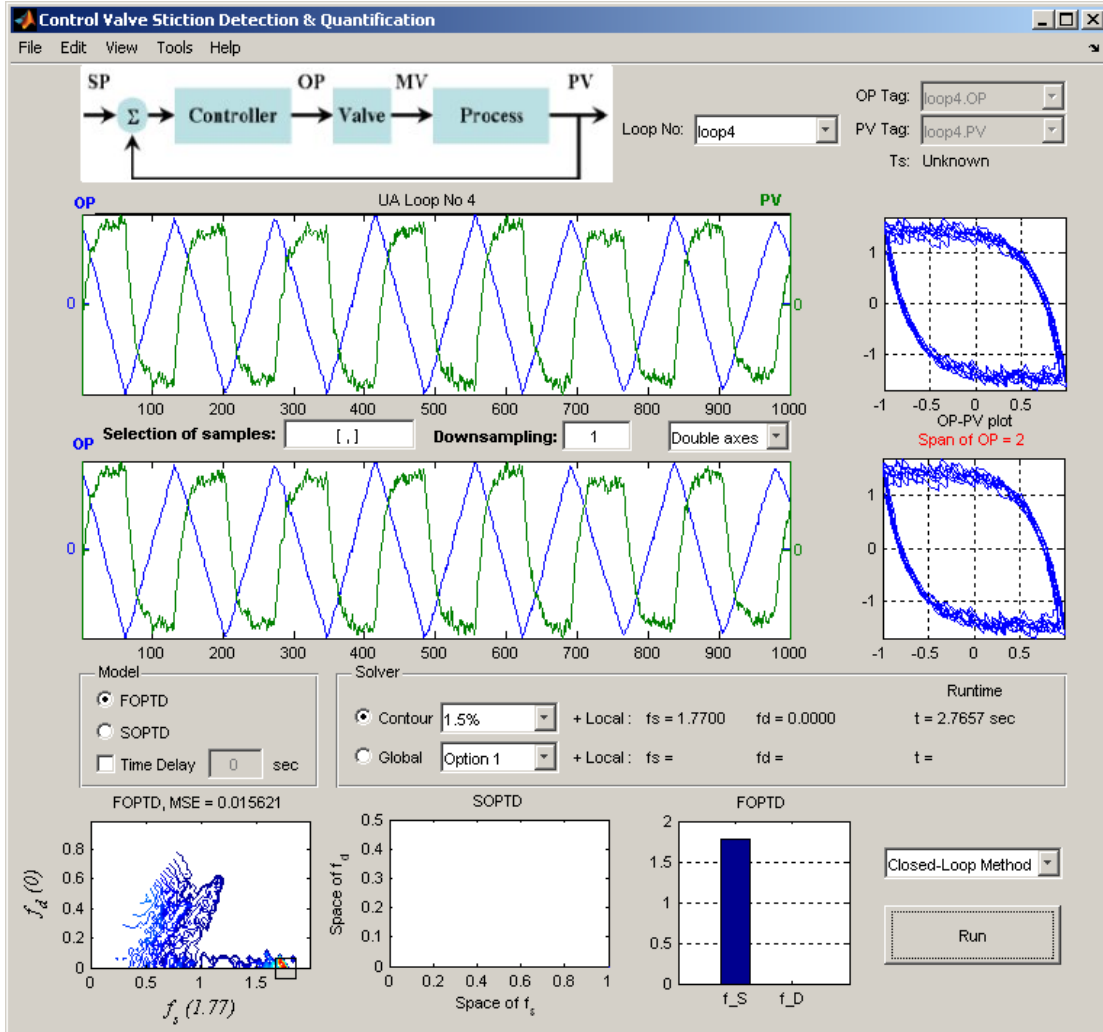 Control Valve Stiction Detection & Quantification
File Edit View Tools Help
SP OP MV PV
Σ Controller Valve Process
Loop No: loop4
OP Tag: loop4.OP
PV Tag: loop4.PV
Ts: Unknown
OP UA Loop No 4 PV
0 0
100 200 300 400 500 600 700 800 900 1000
1
0
-1
-1 -0.5 0 0.5
OP-PV plot
Span of OP = 2
OP Selection of samples: [ , ] Downsampling: 1 Double axes
0 0
100 200 300 400 500 600 700 800 900 1000
1
0
-1
-1 -0.5 0 0.5
Model
FOPTD
SOPTD
Time Delay 0 sec
Solver
Runtime
Contour 1.5% + Local : fs = 1.7700 fd = 0.0000 t = 2.7657 sec
Global Option 1 + Local : fs = fd = t =
FOPTD, MSE = 0.015621
0.8
0.6
0.4
0.2
0
0 0.5 1 1.5
f_d (0)
f_s (1.77)
SOPTD
0.5
0.4
0.3
0.2
0.1
0
0 0.2 0.4 0.6 0.8 1
Space of f_d
Space of f_s
FOPTD
2
1.5
1
0.5
0
f_S f_D
Closed-Loop Method
Run